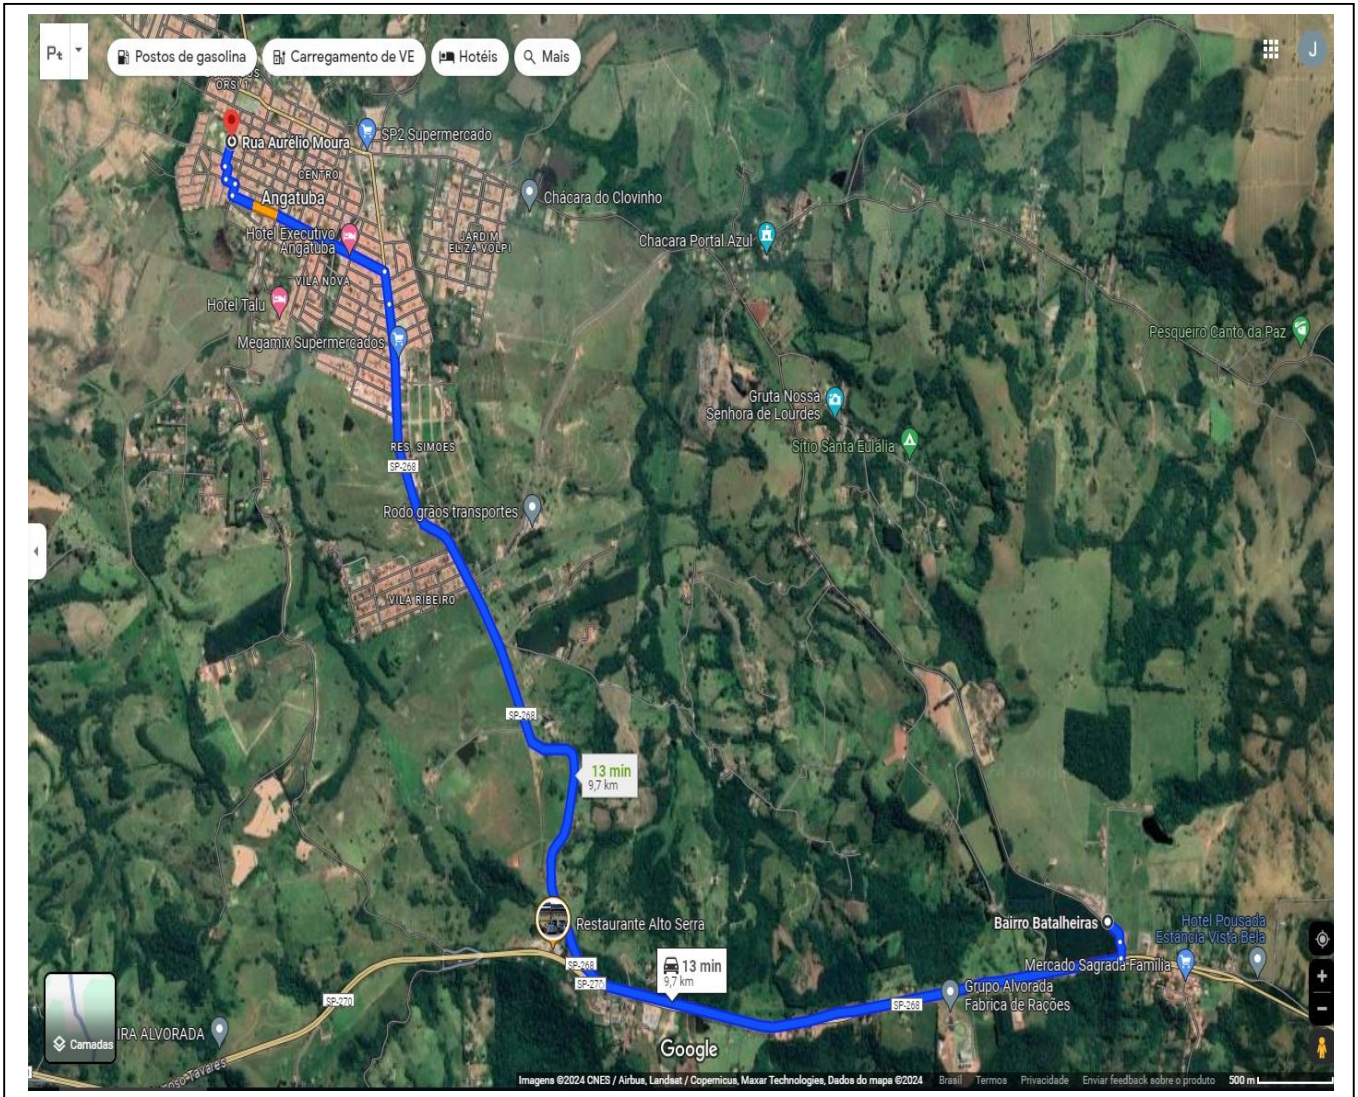 Postos de gasolina
Carregamento de VE
Hotéis
Mais
J
SP2 Supermercado
Rua Aurélio Moura
CENTRO
Angatuba
Chácara do Clovinho
Hotel Executivo
Angatuba
JARDIM
ELIZA VOLPI
Chacara Portal Azul
VILA NOVA
Hotel Talu
Megamix Supermercados
Pesqueiro Canto da Paz
Gruta Nossa
Senhora de Lourdes
Sítio Santa Eulália
RES. SIMOES
SP-268
Rodo grãos transportes
VILA RIBEIRO
SP-268
13 min
9,7 km
Restaurante Alto Serra
Bairro Batalheiras
Hotel Pousada
Estância Vista Bela
Mercado Sagrada Família
SP-268
SP-270
13 min
9,7 km
Grupo Alvorada
Fabrica de Rações
SP-268
SP-270
IRA ALVORADA
Camadas
oso Tavares
Google
Imagens ©2024 CNES / Airbus, Landsat / Copernicus, Maxar Technologies, Dados do mapa ©2024
Brasil
Termos
Privacidade
Enviar feedback sobre o produto
500 m